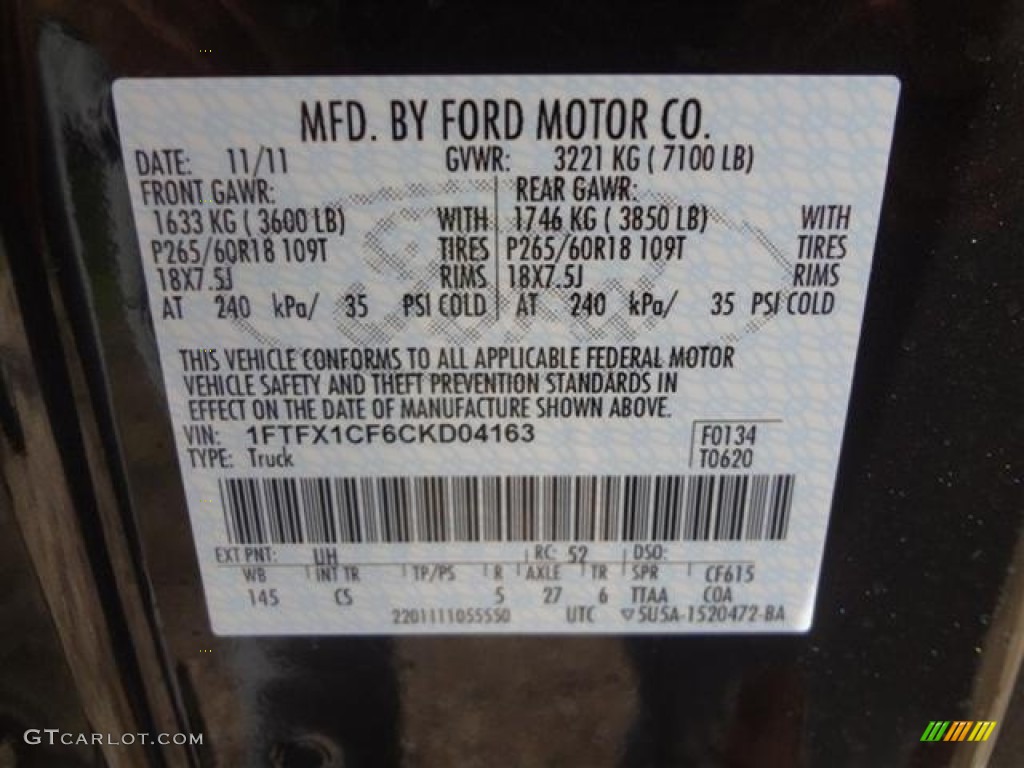 MFD. BY FORD MOTOR CO.
DATE: 11/11 GVWR: 3221 KG ( 7100 LB)
FRONT GAWR: REAR GAWR:
1633 KG ( 3600 LB) WITH 1746 KG ( 3850 LB) WITH
P265/60R18 109T TIRES P265/60R18 109T TIRES
18X7.5J RIMS 18X7.5J RIMS
AT 240 kPa/ 35 PSI COLD AT 240 kPa/ 35 PSI COLD
THIS VEHICLE CONFORMS TO ALL APPLICABLE FEDERAL MOTOR
VEHICLE SAFETY AND THEFT PREVENTION STANDARDS IN
EFFECT ON THE DATE OF MANUFACTURE SHOWN ABOVE.
VIN: 1FTFX1CF6CKD04163 F0134
TYPE: Truck T0620
EXT PNT: UH RC: 52 DSO:
WB INT TR TP/PS R AXLE TR SPR CF615
145 CS 5 27 6 TTAA COA
2201111055550 UTC ▽5U5A-1520472-BA
GTCARLOT.COM